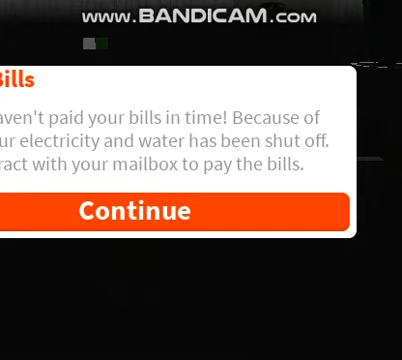 www.BANDICAM.com
Bills
aven't paid your bills in time! Because of
ur electricity and water has been shut off.
ract with your mailbox to pay the bills.
Continue